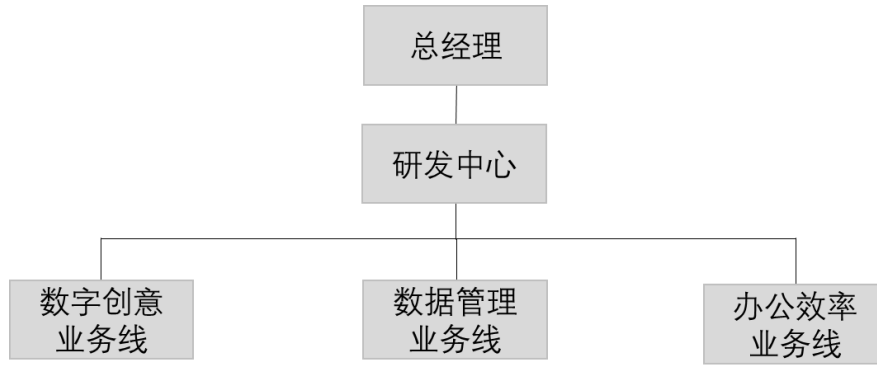 总经理
研发中心
数字创意
业务线
数据管理
业务线
办公效率
业务线